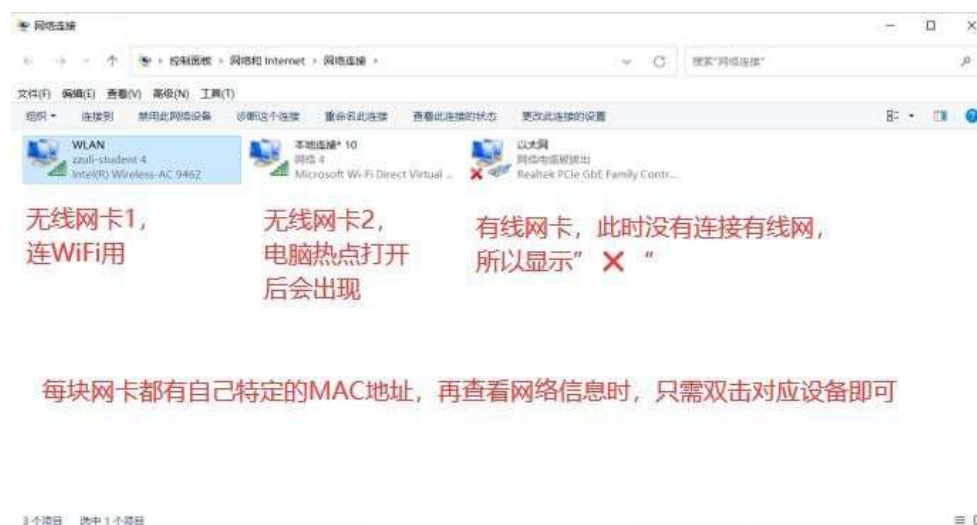 网络连接
控制面板 › 网络和 Internet › 网络连接 ›
搜索"网络连接"
文件(F) 编辑(E) 查看(V) 高级(N) 工具(T)
组织 连接到 禁用此网络设备 诊断这个连接 重命名此连接 查看此连接的状态 更改此连接的设置
WLAN
zzuli-student 4
Intel(R) Wireless-AC 9462
本地连接* 10
网络 4
Microsoft Wi-Fi Direct Virtual ...
以太网
网络电缆被拔出
Realtek PCIe GbE Family Contr...
无线网卡1,
连WiFi用
无线网卡2,
电脑热点打开
后会出现
有线网卡,此时没有连接有线网,
所以显示” ❌ “
每块网卡都有自己特定的MAC地址,再查看网络信息时,只需双击对应设备即可
3 个项目 选中 1 个项目